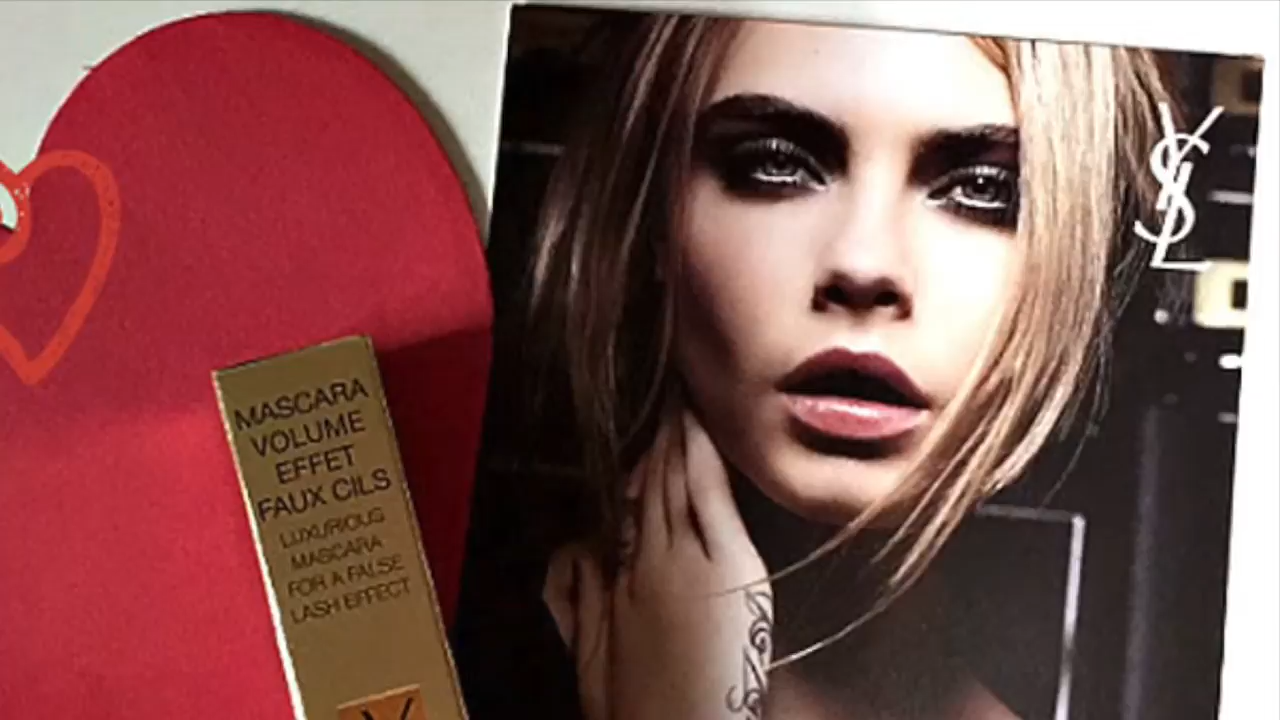 MASCARA
VOLUME
EFFET
FAUX CILS
LUXURIOUS
MASCARA
FOR A FALSE
LASH EFFECT
YSL